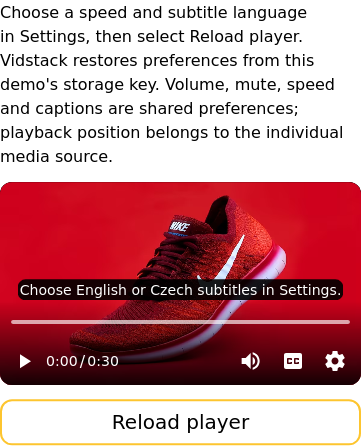 Choose a speed and subtitle language
in Settings, then select Reload player.
Vidstack restores preferences from this
demo's storage key. Volume, mute, speed
and captions are shared preferences;
playback position belongs to the individual
media source.
NIKE
Choose English or Czech subtitles in Settings.
0:00/0:30
CC
Reload player